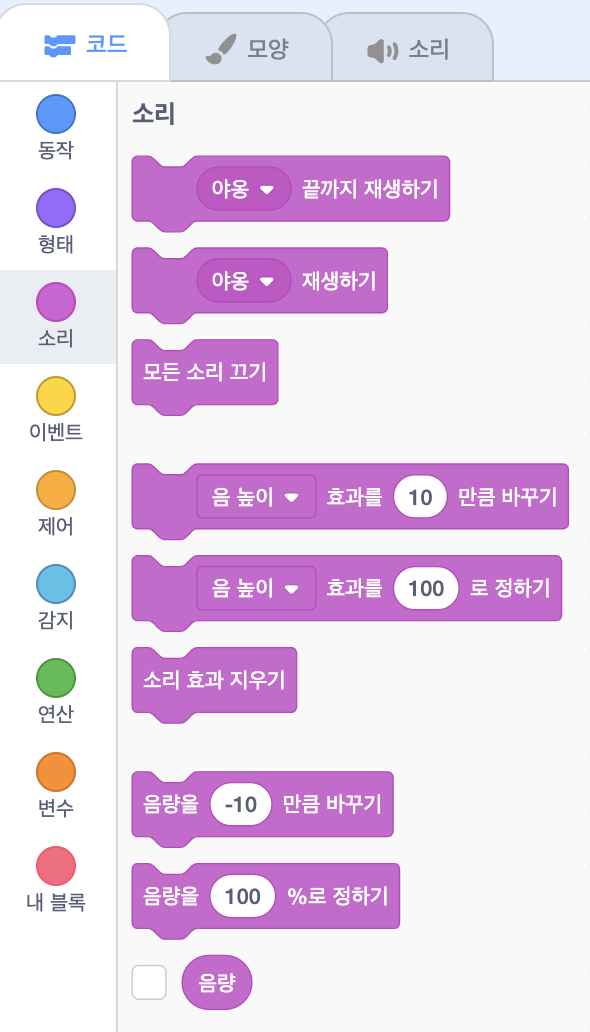 코드
모양
소리
동작
형태
소리
이벤트
제어
감지
연산
변수
내 블록
소리
야옹 끝까지 재생하기
야옹 재생하기
모든 소리 끄기
음 높이 효과를 10 만큼 바꾸기
음 높이 효과를 100 로 정하기
소리 효과 지우기
음량을 -10 만큼 바꾸기
음량을 100 %로 정하기
음량